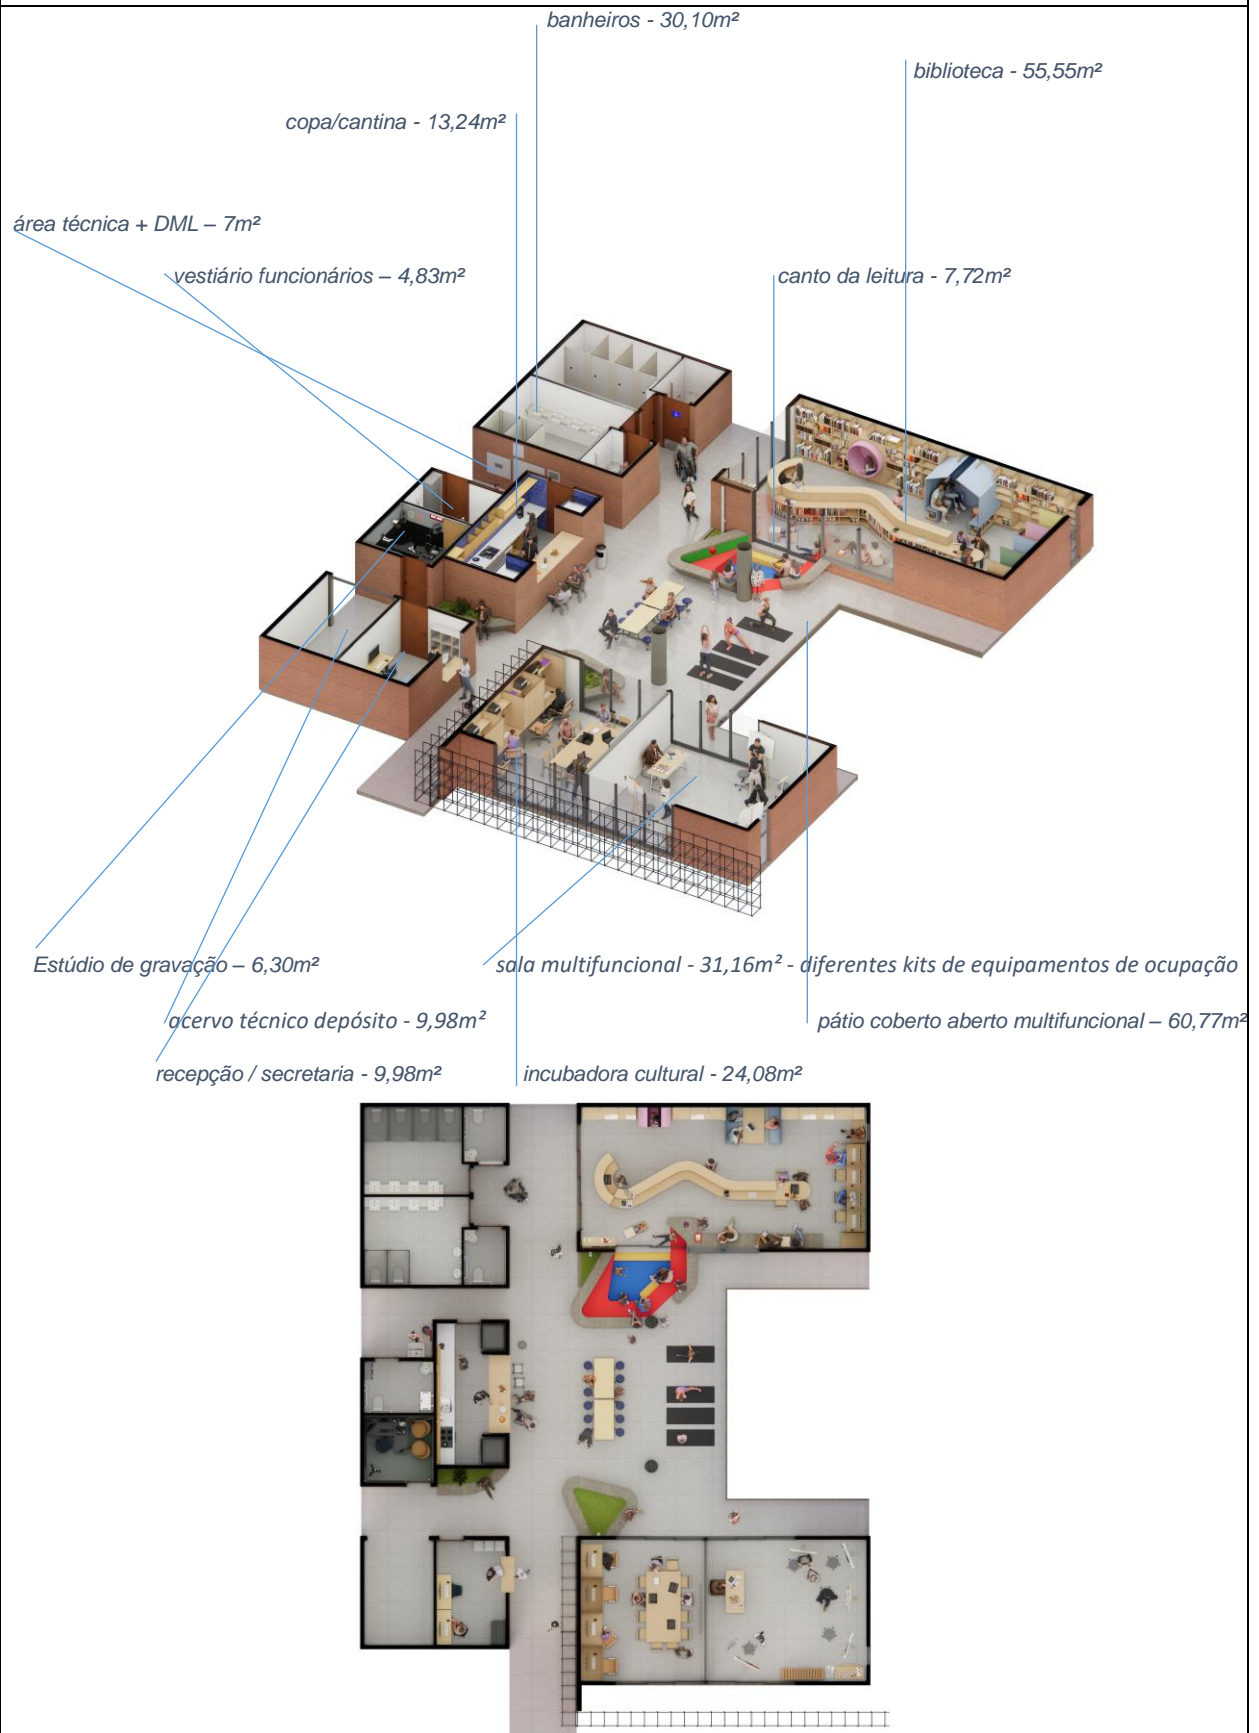 banheiros - 30,10m²
biblioteca - 55,55m²
copa/cantina - 13,24m²
área técnica + DML – 7m²
vestiário funcionários – 4,83m²
canto da leitura - 7,72m²
Estúdio de gravação – 6,30m²
sala multifuncional - 31,16m² - diferentes kits de equipamentos de ocupação
acervo técnico depósito - 9,98m²
pátio coberto aberto multifuncional – 60,77m²
recepção / secretaria - 9,98m²
incubadora cultural - 24,08m²